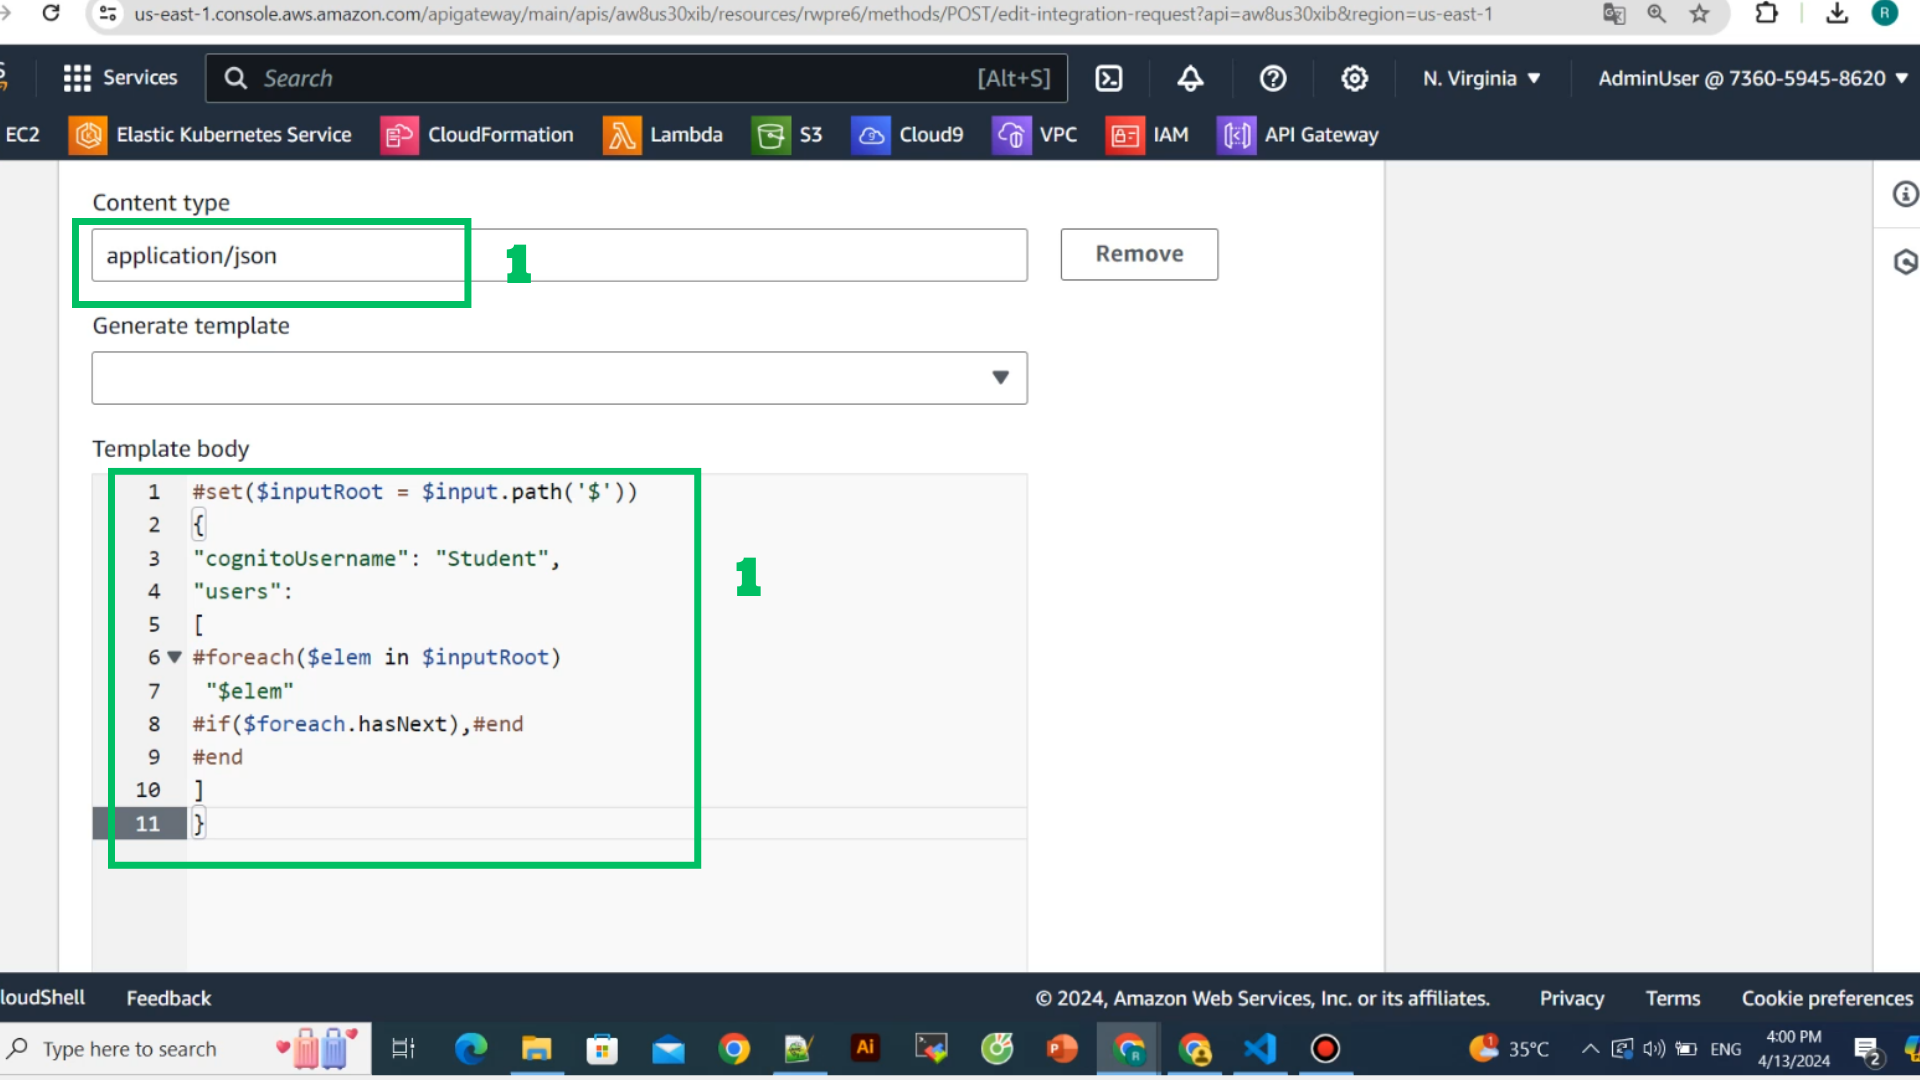 us-east-1.console.aws.amazon.com/apigateway/main/apis/aw8us30xib/resources/rwpre6/methods/POST/edit-integration-request?api=aw8us30xib&region=us-east-1
R
Services
Search
[Alt+S]
N. Virginia
AdminUser @ 7360-5945-8620
EC2
Elastic Kubernetes Service
CloudFormation
Lambda
S3
Cloud9
VPC
IAM
API Gateway
Content type
application/json
1
Remove
Generate template
Template body
1 #set($inputRoot = $input.path('$'))
2 {
3 "cognitoUsername": "Student",
4 "users":
5 [
6 #foreach($elem in $inputRoot)
7 "$elem"
8 #if($foreach.hasNext),#end
9 #end
10 ]
11 }
1
loudShell
Feedback
© 2024, Amazon Web Services, Inc. or its affiliates.
Privacy
Terms
Cookie preferences
Type here to search
Ai
P
R
1
35°C
ENG
4:00 PM
4/13/2024
2